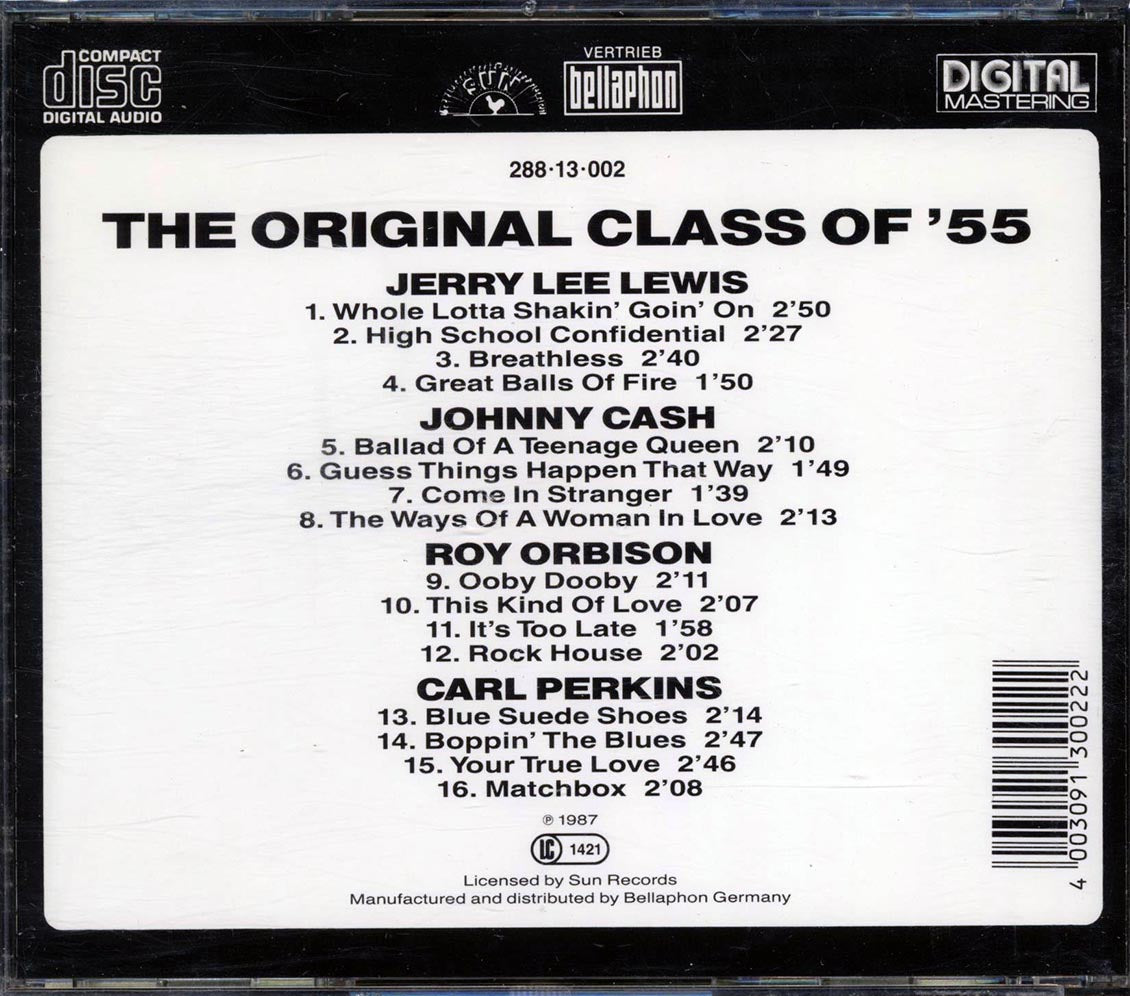 COMPACT
disc
DIGITAL AUDIO
SUN
VERTRIEB
bellaphon
DIGITAL
MASTERING
288·13·002
THE ORIGINAL CLASS OF ’55
JERRY LEE LEWIS
1. Whole Lotta Shakin’ Goin’ On 2’50
2. High School Confidential 2’27
3. Breathless 2’40
4. Great Balls Of Fire 1’50
JOHNNY CASH
5. Ballad Of A Teenage Queen 2’10
6. Guess Things Happen That Way 1’49
7. Come In Stranger 1’39
8. The Ways Of A Woman In Love 2’13
ROY ORBISON
9. Ooby Dooby 2’11
10. This Kind Of Love 2’07
11. It’s Too Late 1’58
12. Rock House 2’02
CARL PERKINS
13. Blue Suede Shoes 2’14
14. Boppin’ The Blues 2’47
15. Your True Love 2’46
16. Matchbox 2’08
℗ 1987
LC 1421
Licensed by Sun Records
Manufactured and distributed by Bellaphon Germany
4 003091 300222